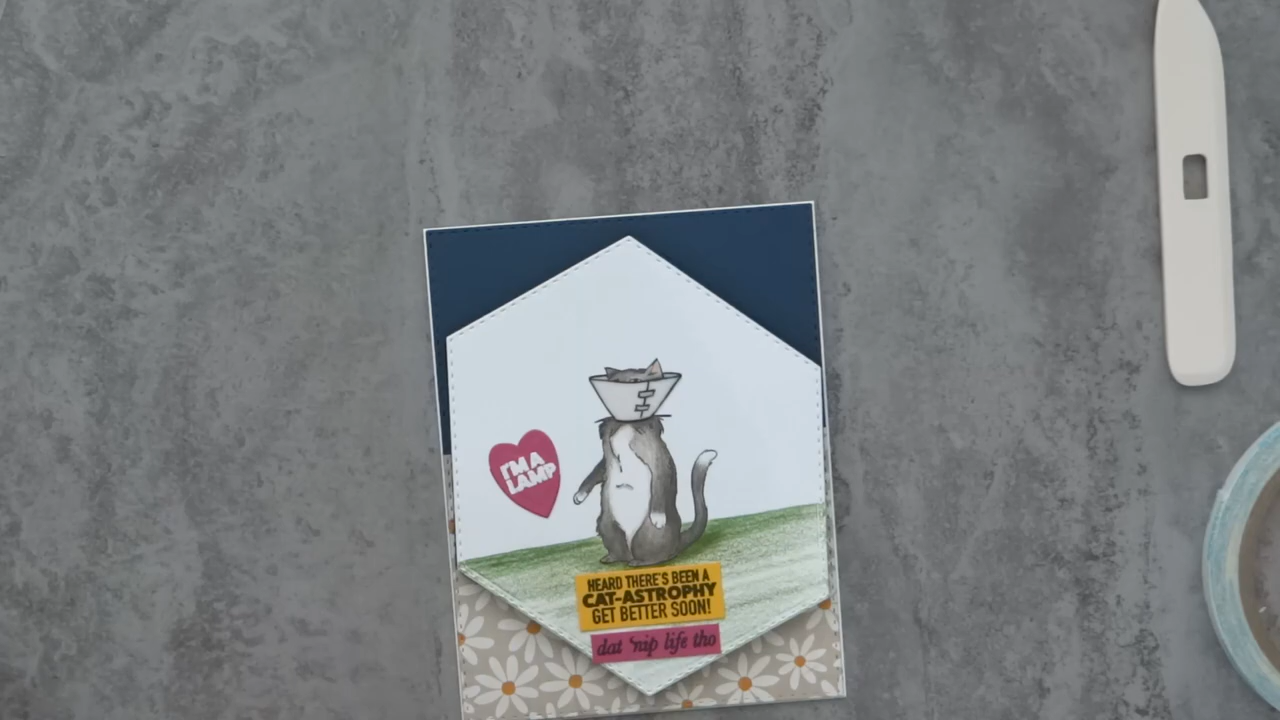 I'M A
LAMP
HEARD THERE'S BEEN A
CAT-ASTROPHY
GET BETTER SOON!
dat 'nip life tho